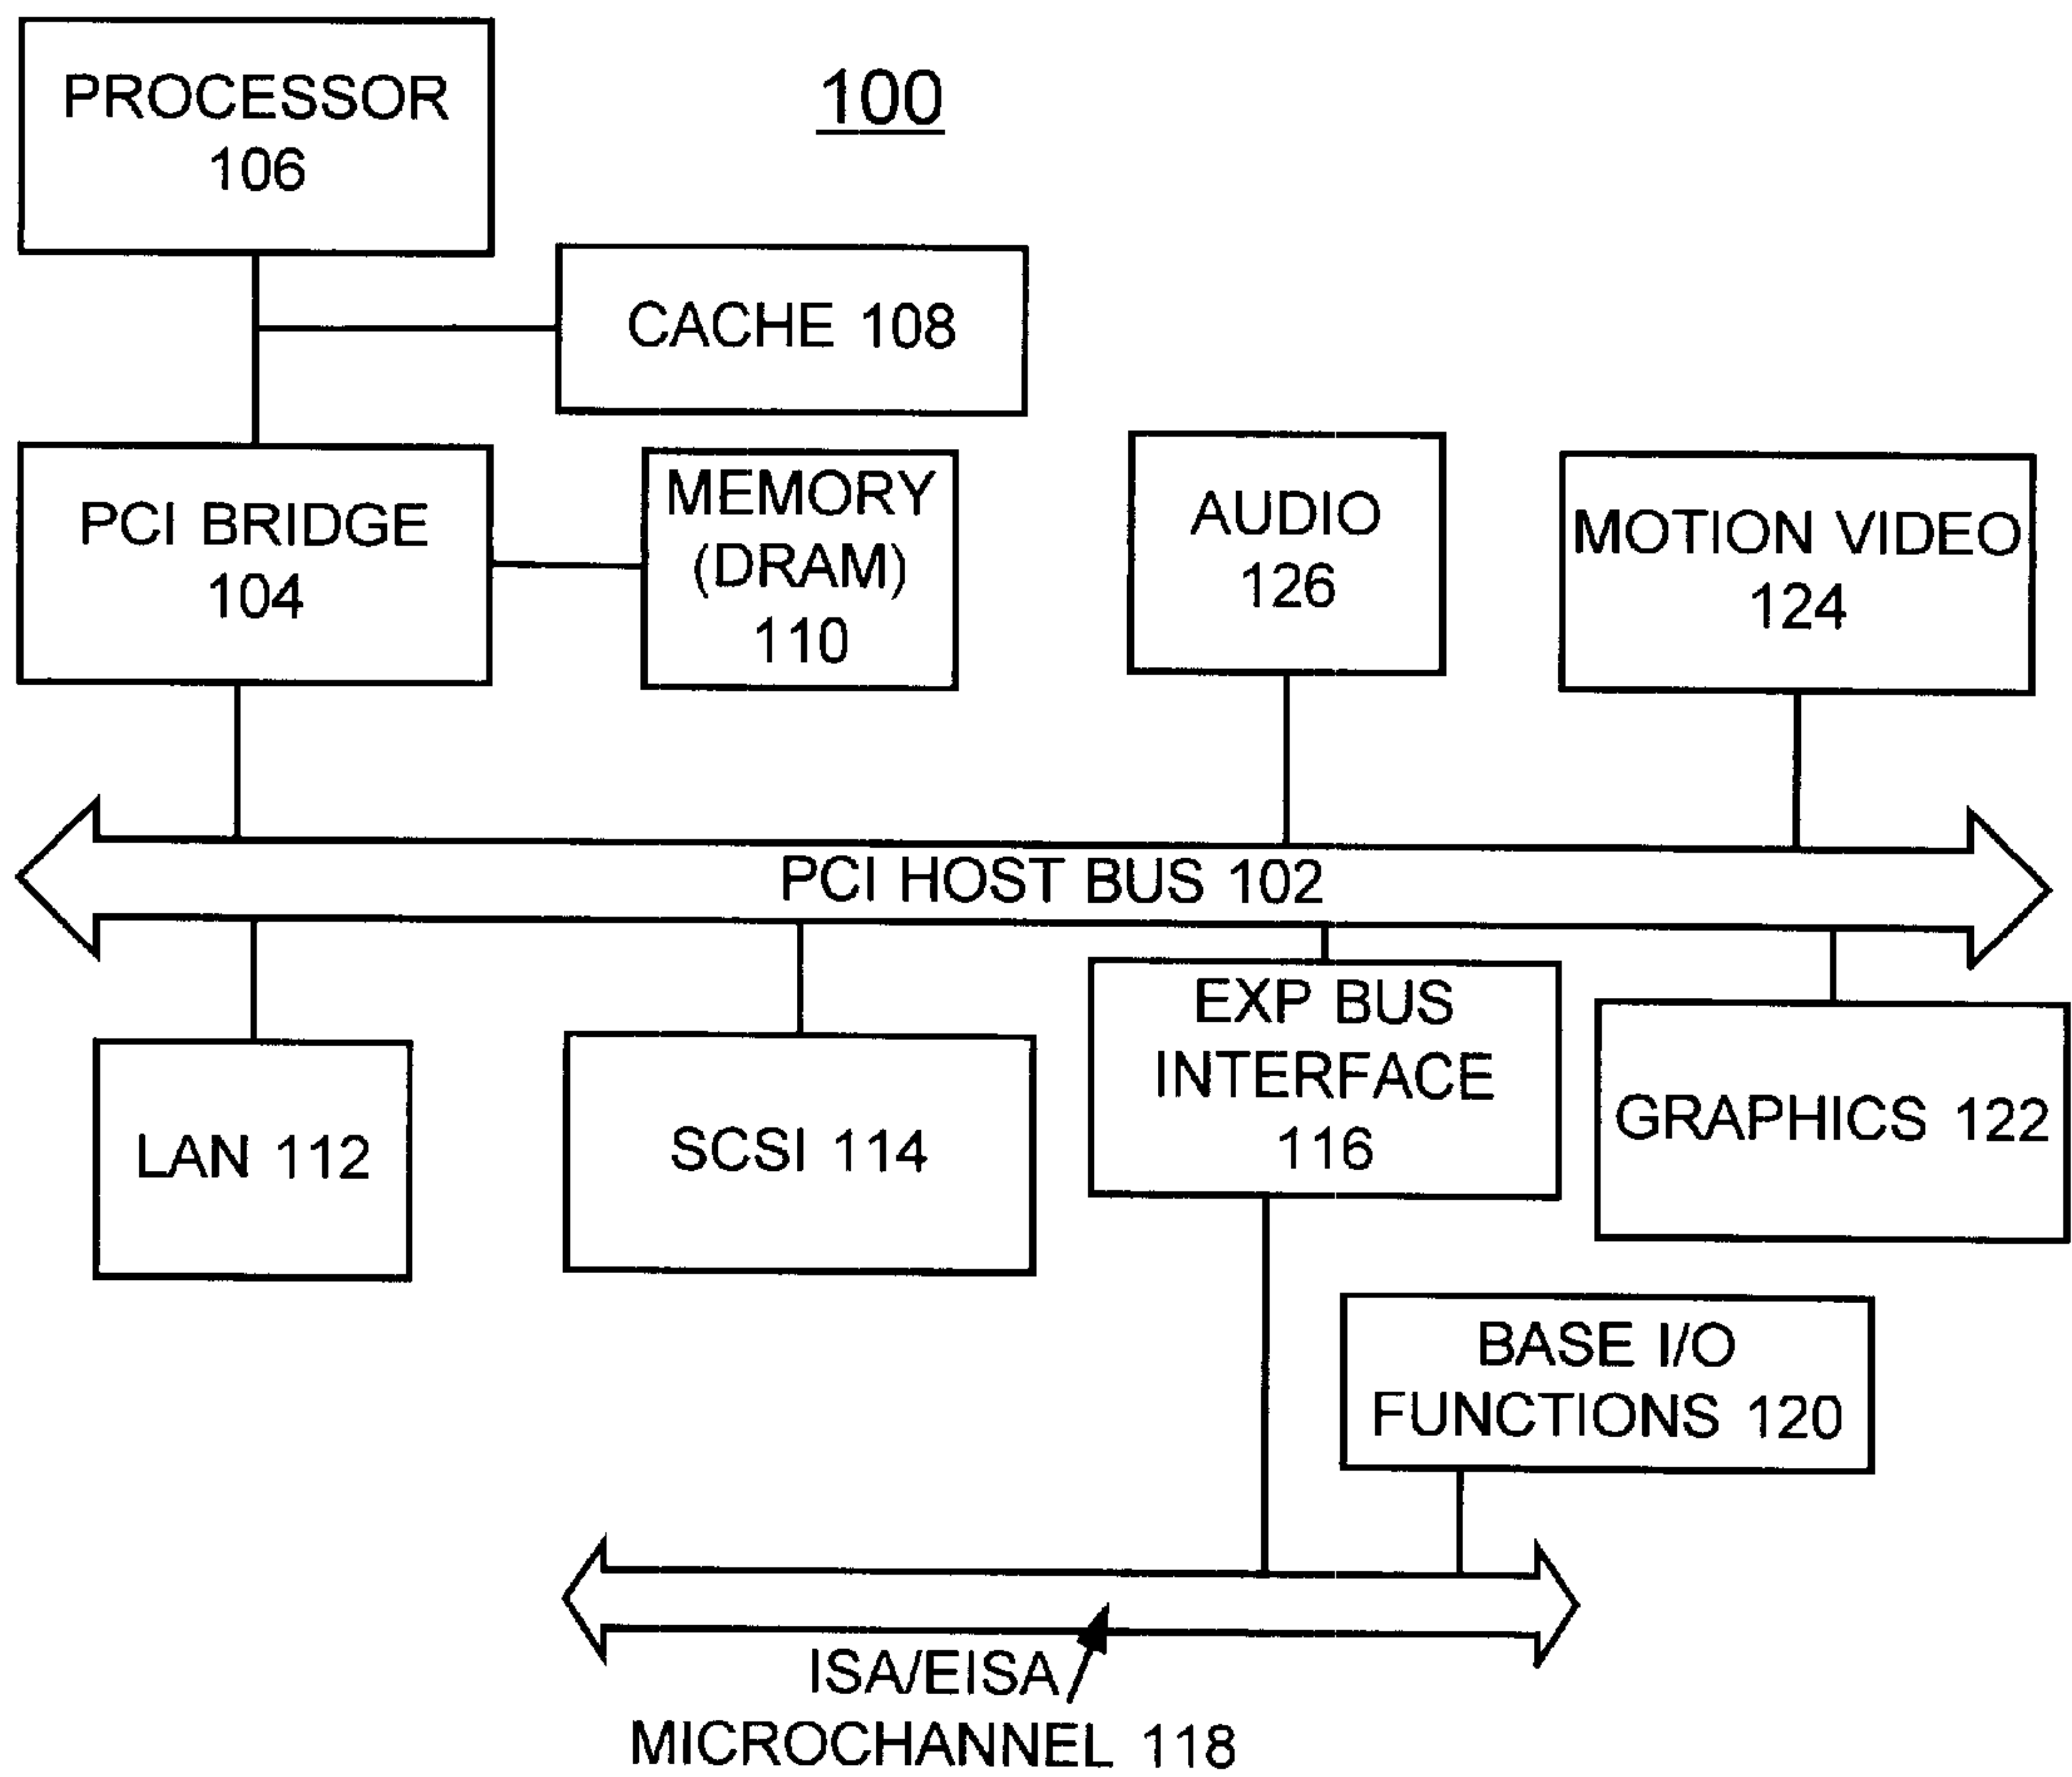 PROCESSOR
106
100
CACHE 108
PCI BRIDGE
104
MEMORY
(DRAM)
110
AUDIO
126
MOTION VIDEO
124
PCI HOST BUS 102
LAN 112
SCSI 114
EXP BUS
INTERFACE
116
GRAPHICS 122
BASE I/O
FUNCTIONS 120
ISA/EISA
MICROCHANNEL 118